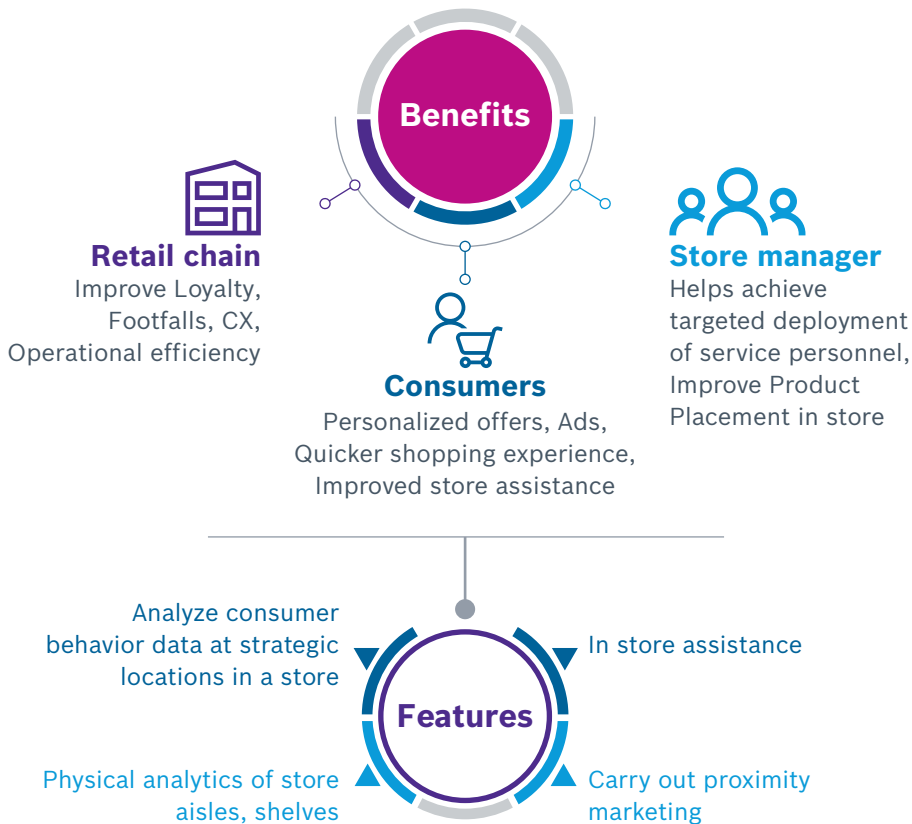 Benefits
Retail chain
Improve Loyalty,
Footfalls, CX,
Operational efficiency
Consumers
Personalized offers, Ads,
Quicker shopping experience,
Improved store assistance
Store manager
Helps achieve
targeted deployment
of service personnel,
Improve Product
Placement in store
Features
Analyze consumer
behavior data at strategic
locations in a store
In store assistance
Physical analytics of store
aisles, shelves
Carry out proximity
marketing